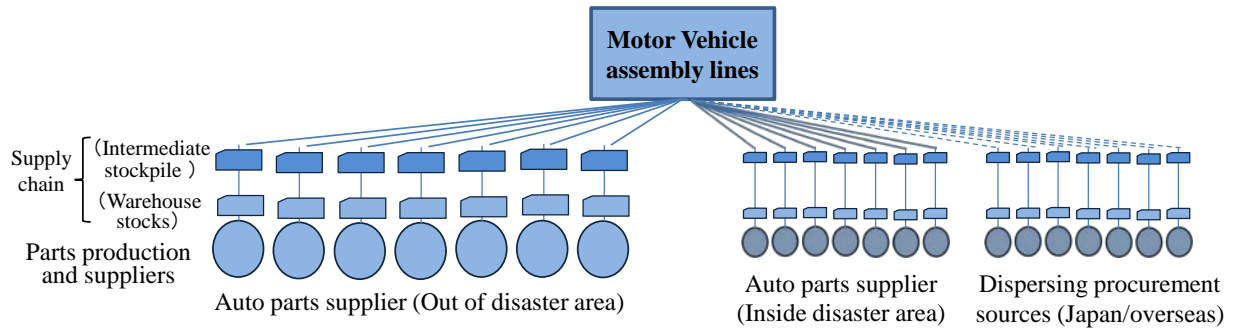 Motor Vehicle
assembly lines
Supply
chain
（Intermediate
stockpile ）
（Warehouse
stocks）
Parts production
and suppliers
Auto parts supplier (Out of disaster area)
Auto parts supplier
(Inside disaster area)
Dispersing procurement
sources (Japan/overseas)